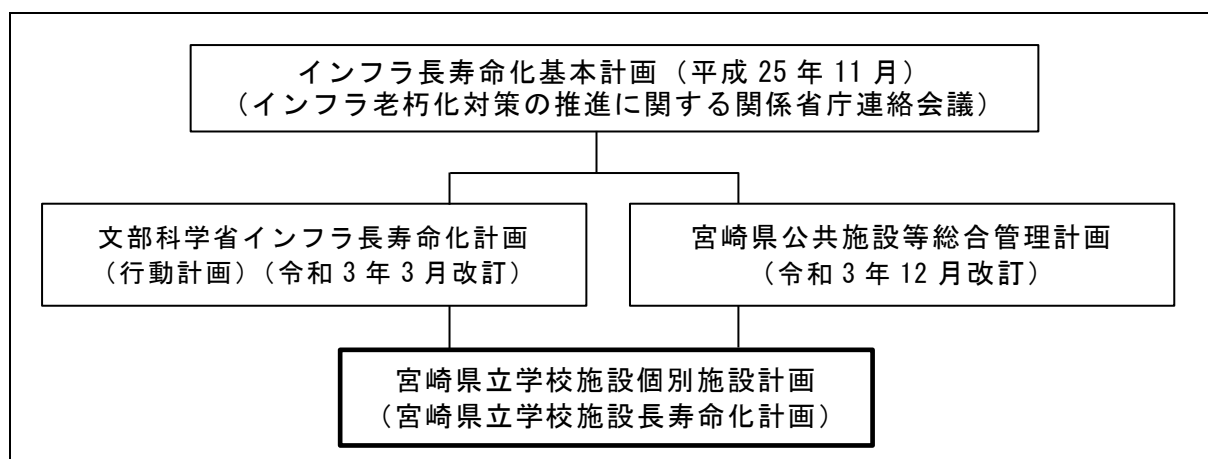 インフラ長寿命化基本計画（平成 25 年 11 月）
（インフラ老朽化対策の推進に関する関係省庁連絡会議）
文部科学省インフラ長寿命化計画
（行動計画）（令和 3 年 3 月改訂）
宮崎県公共施設等総合管理計画
（令和 3 年 12 月改訂）
宮崎県立学校施設個別施設計画
（宮崎県立学校施設長寿命化計画）